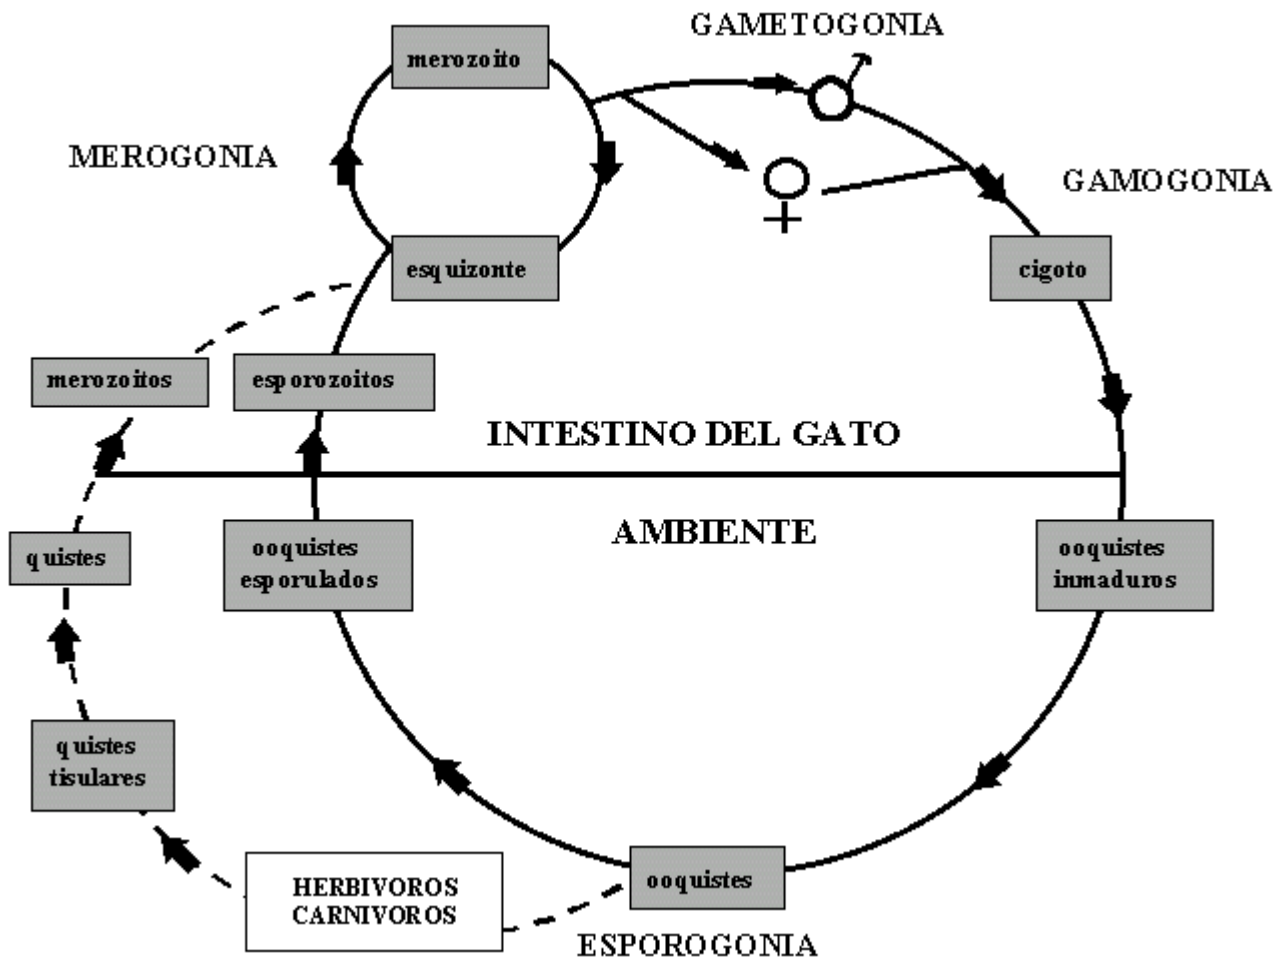 GAMETOGONIA
merozoito
MEROGONIA
GAMOGONIA
esquizonte
cigoto
merozoitos
esporozoitos
INTESTINO DEL GATO
AMBIENTE
quistes
ooquistes
esporulados
ooquistes
inmaduros
quistes
tisulares
HERBIVOROS
CARNIVOROS
ooquistes
ESPOROGONIA